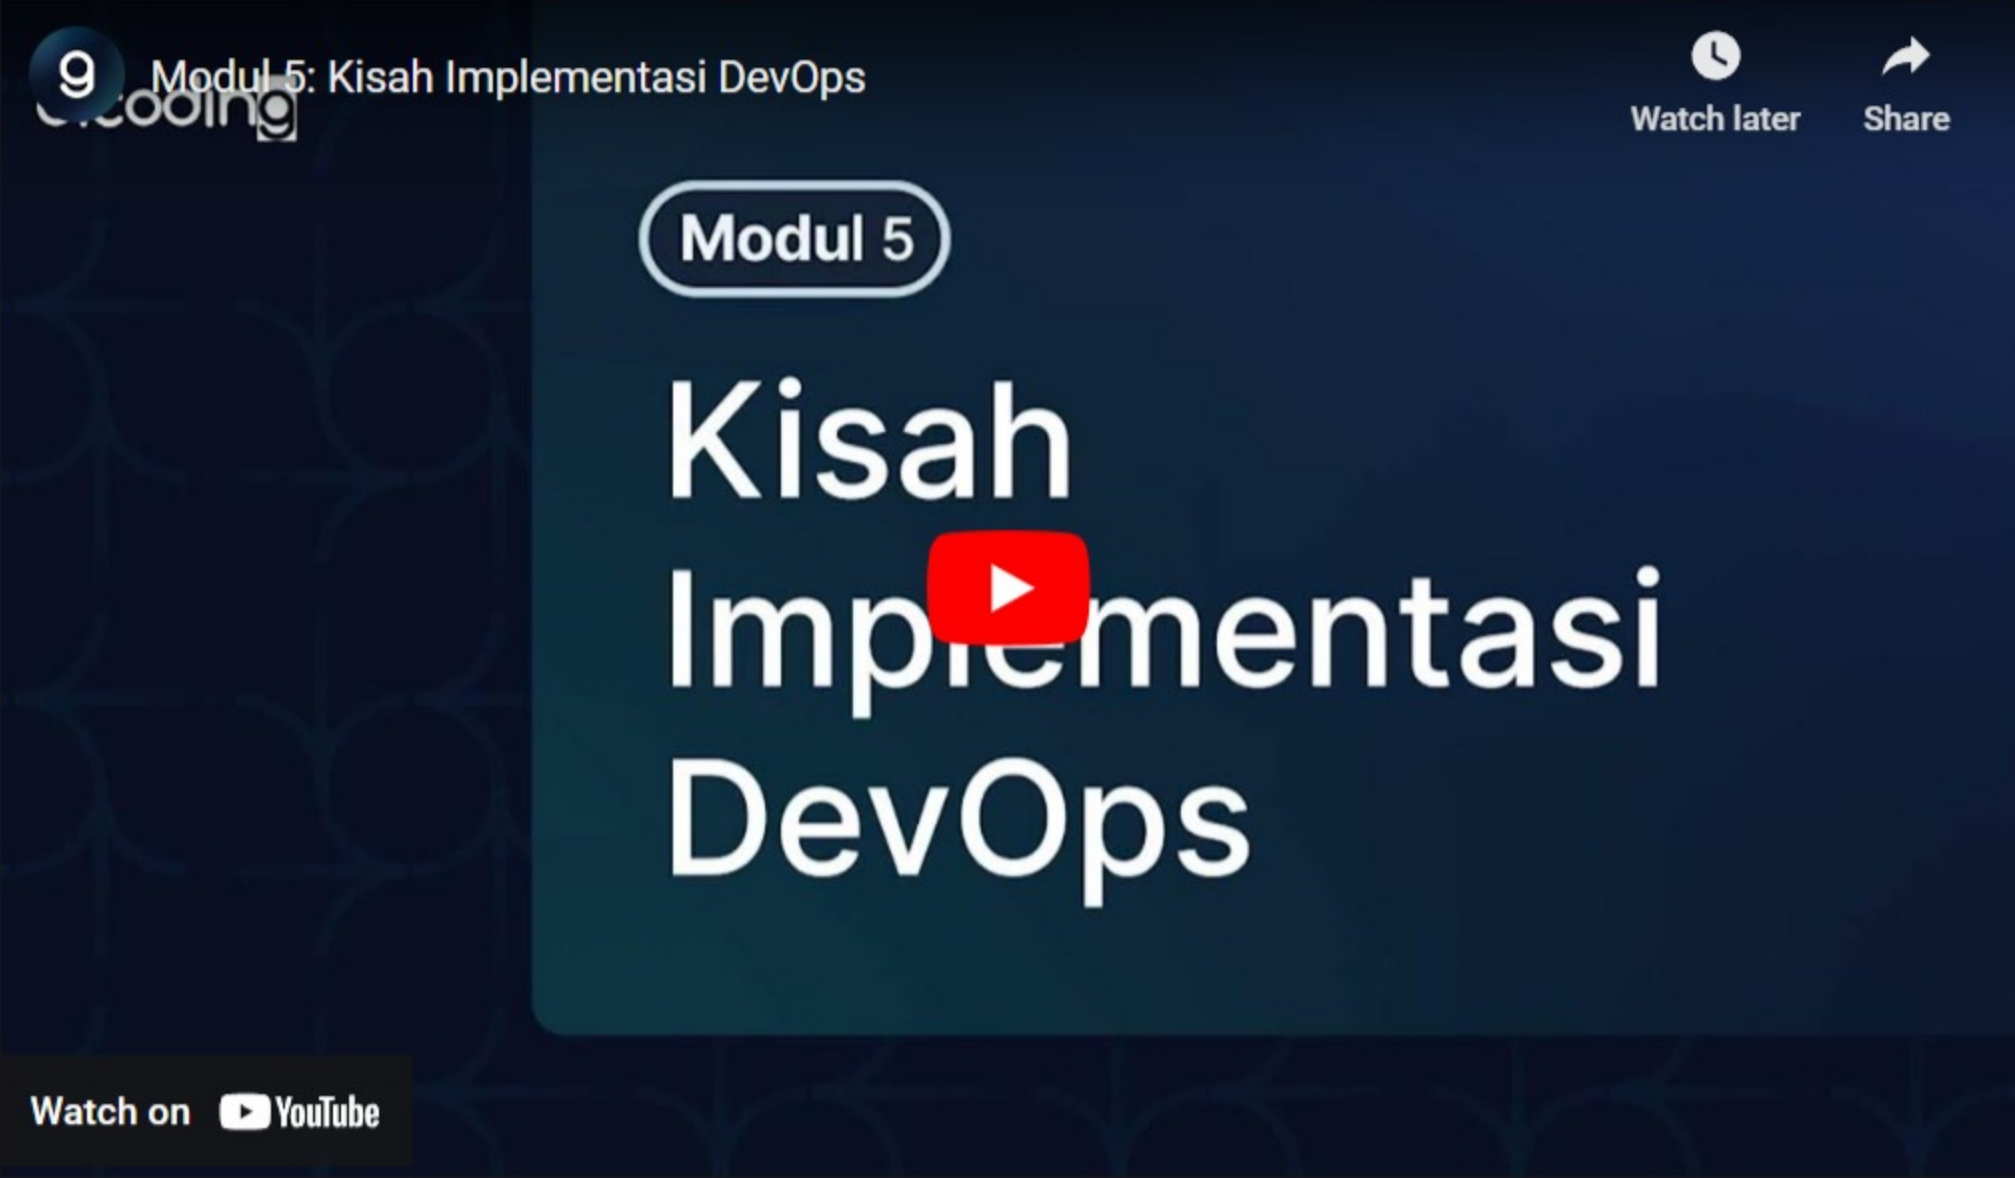 Modul 5: Kisah Implementasi DevOps
Watch later
Share
Modul 5
Kisah
Implementasi
DevOps
Watch on YouTube